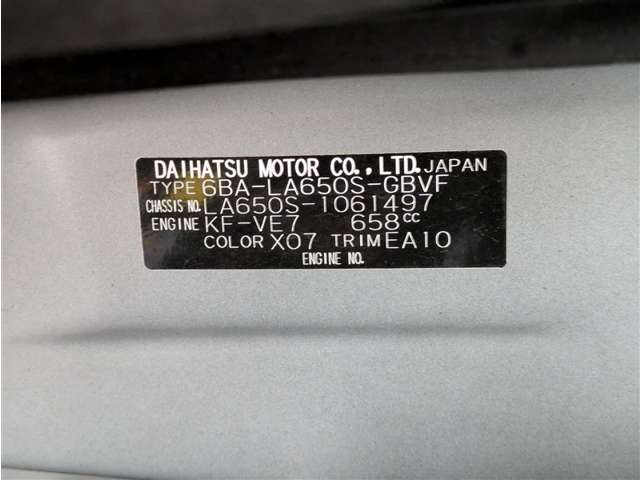 DAIHATSU MOTOR CO.,LTD. JAPAN
TYPE 6BA-LA650S-GBVF
CHASSIS NO. LA650S-1061497
ENGINE KF-VE7 658cc
COLOR X07 TRIM EA10
ENGINE NO.